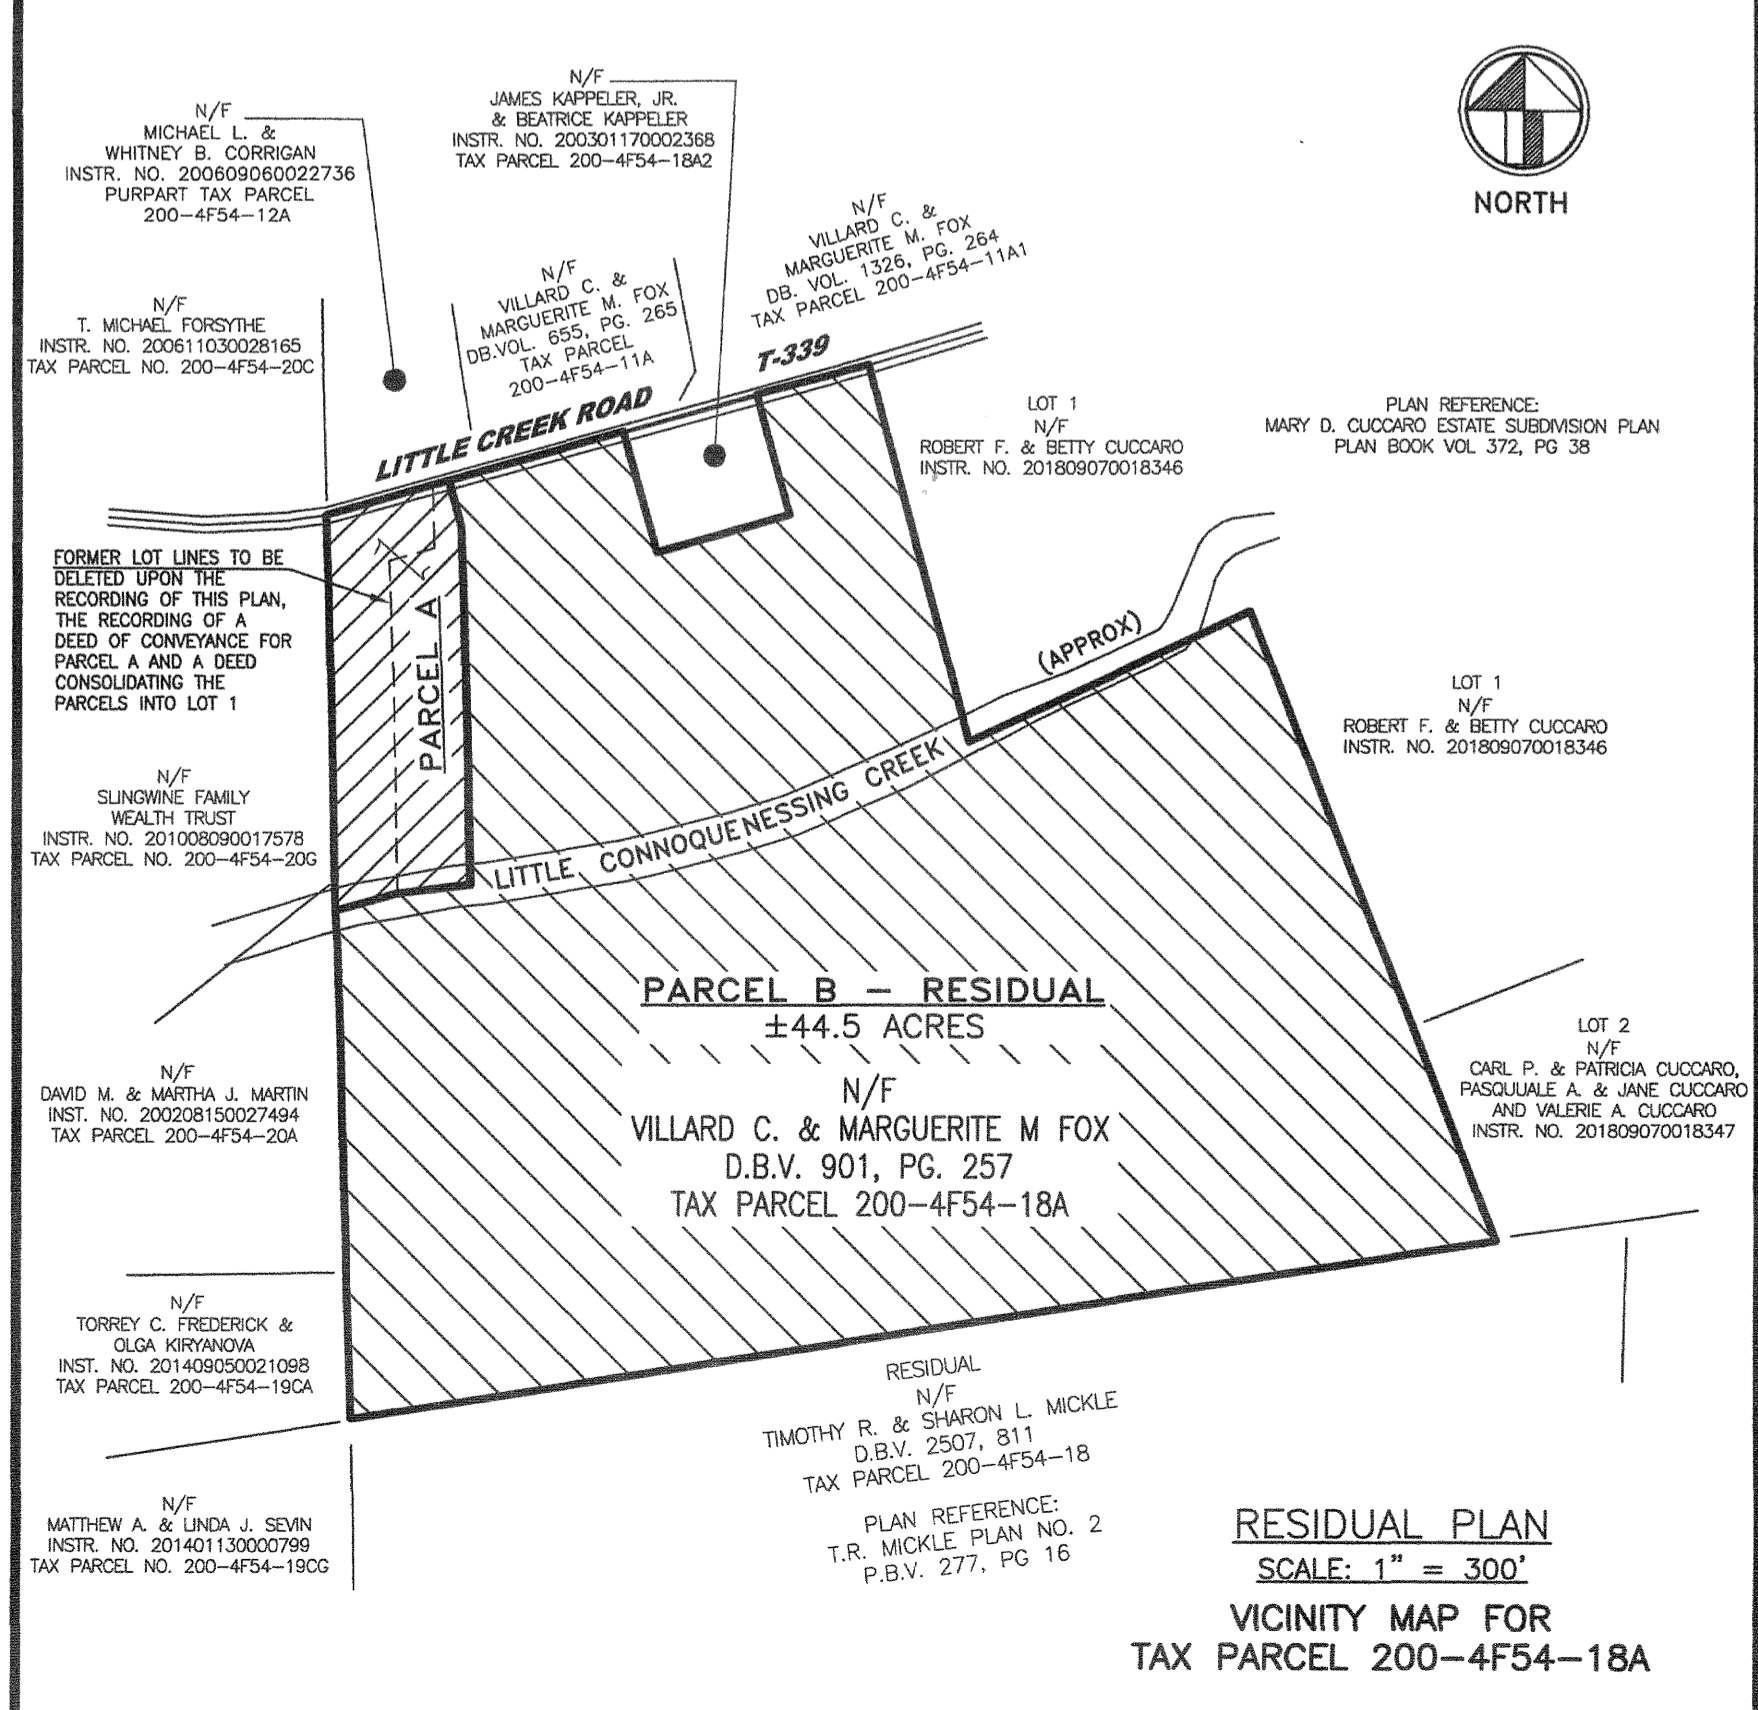 N/F
MICHAEL L. &
WHITNEY B. CORRIGAN
INSTR. NO. 200609060022736
PURPART TAX PARCEL
200-4F54-12A
N/F
JAMES KAPPELER, JR.
& BEATRICE KAPPELER
INSTR. NO. 200301170002368
TAX PARCEL 200-4F54-18A2
NORTH
N/F
VILLARD C. &
MARGUERITE M. FOX
DB. VOL. 1326, PG. 264
TAX PARCEL 200-4F54-11A1
N/F
VILLARD C. &
MARGUERITE M. FOX
DB.VOL. 655, PG. 265
TAX PARCEL
200-4F54-11A
N/F
T. MICHAEL FORSYTHE
INSTR. NO. 200611030028165
TAX PARCEL NO. 200-4F54-20C
LITTLE CREEK ROAD
T-339
LOT 1
N/F
ROBERT F. & BETTY CUCCARO
INSTR. NO. 201809070018346
PLAN REFERENCE:
MARY D. CUCCARO ESTATE SUBDIVISION PLAN
PLAN BOOK VOL 372, PG 38
FORMER LOT LINES TO BE
DELETED UPON THE
RECORDING OF THIS PLAN,
THE RECORDING OF A
DEED OF CONVEYANCE FOR
PARCEL A AND A DEED
CONSOLIDATING THE
PARCELS INTO LOT 1
PARCEL A
(APPROX)
LITTLE CONNOQUENESSING CREEK
LOT 1
N/F
ROBERT F. & BETTY CUCCARO
INSTR. NO. 201809070018346
N/F
SLINGWINE FAMILY
WEALTH TRUST
INSTR. NO. 201008090017578
TAX PARCEL NO. 200-4F54-20G
PARCEL B - RESIDUAL
±44.5 ACRES
N/F
VILLARD C. & MARGUERITE M FOX
D.B.V. 901, PG. 257
TAX PARCEL 200-4F54-18A
LOT 2
N/F
CARL P. & PATRICIA CUCCARO,
PASQUUALE A. & JANE CUCCARO
AND VALERIE A. CUCCARO
INSTR. NO. 201809070018347
N/F
DAVID M. & MARTHA J. MARTIN
INST. NO. 200208150027494
TAX PARCEL 200-4F54-20A
N/F
TORREY C. FREDERICK &
OLGA KIRYANOVA
INST. NO. 201409050021098
TAX PARCEL 200-4F54-19CA
RESIDUAL
N/F
TIMOTHY R. & SHARON L. MICKLE
D.B.V. 2507, 811
TAX PARCEL 200-4F54-18
PLAN REFERENCE:
T.R. MICKLE PLAN NO. 2
P.B.V. 277, PG 16
N/F
MATTHEW A. & LINDA J. SEVIN
INSTR. NO. 201401130000799
TAX PARCEL NO. 200-4F54-19CG
RESIDUAL PLAN
SCALE: 1" = 300'
VICINITY MAP FOR
TAX PARCEL 200-4F54-18A